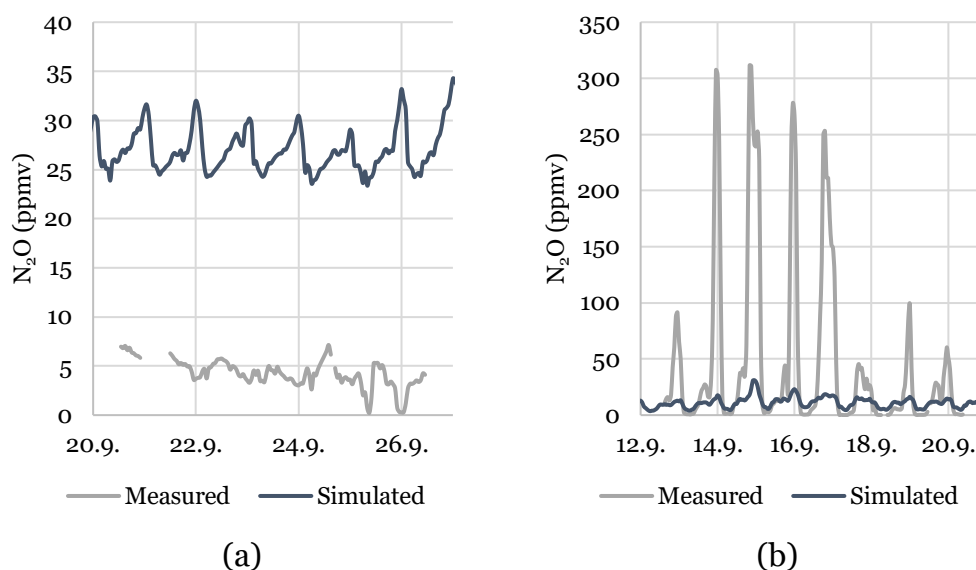 40
35
30
25
20
15
10
5
0
N₂O (ppmv)
20.9. 22.9. 24.9. 26.9.
Measured Simulated
(a)
350
300
250
200
150
100
50
0
N₂O (ppmv)
12.9. 14.9. 16.9. 18.9. 20.9.
Measured Simulated
(b)